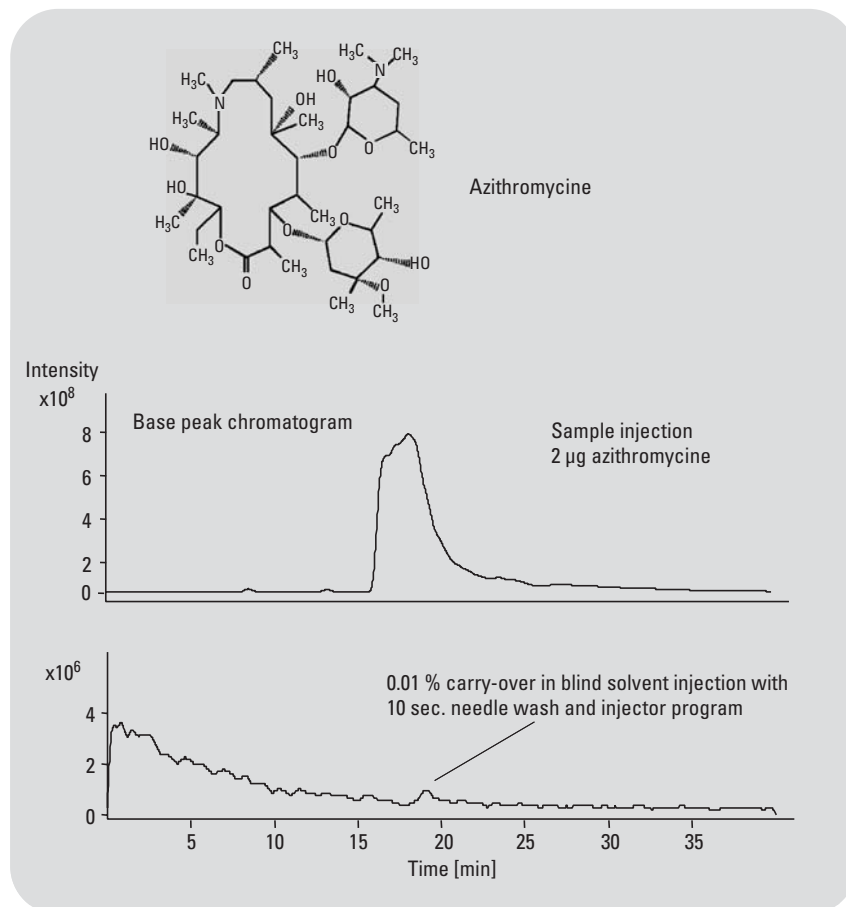 CH3
H3C
CH3
H3C
N
HO
N
OH
CH3
H3C
HO
O
O
CH3
HO
H3C
CH3
CH3
O
O
O
CH3
CH3
HO
O
CH3
O
CH3
Azithromycine
Intensity
x10⁸
Base peak chromatogram
Sample injection
2 µg azithromycine
8
6
4
2
0
x10⁶
0.01 % carry-over in blind solvent injection with
10 sec. needle wash and injector program
4
2
0
5 10 15 20 25 30 35
Time [min]